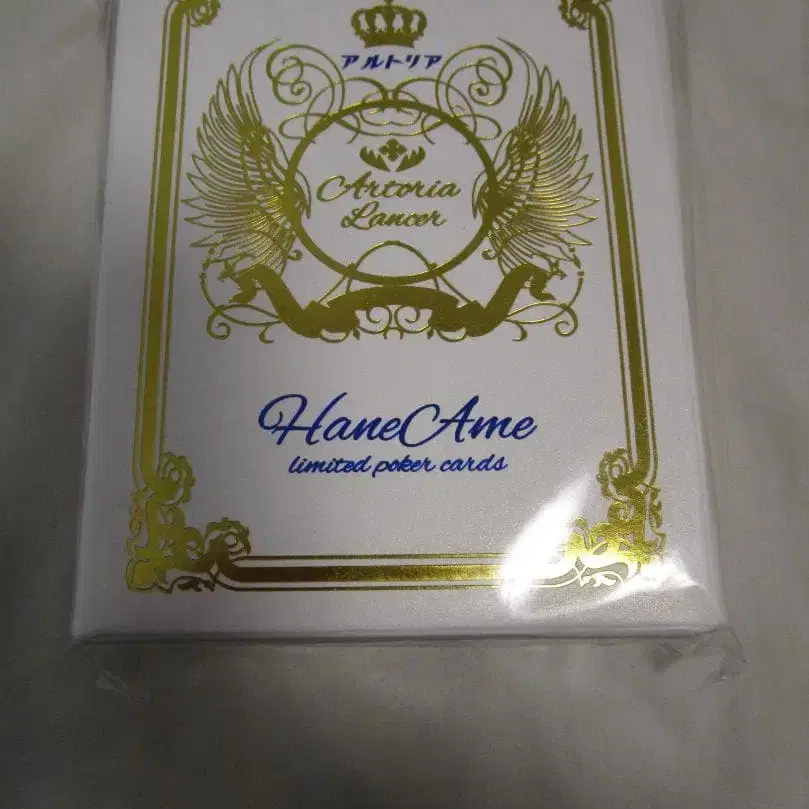 アルトリア
Artoria
Lancer
HaneAme
limited poker cards